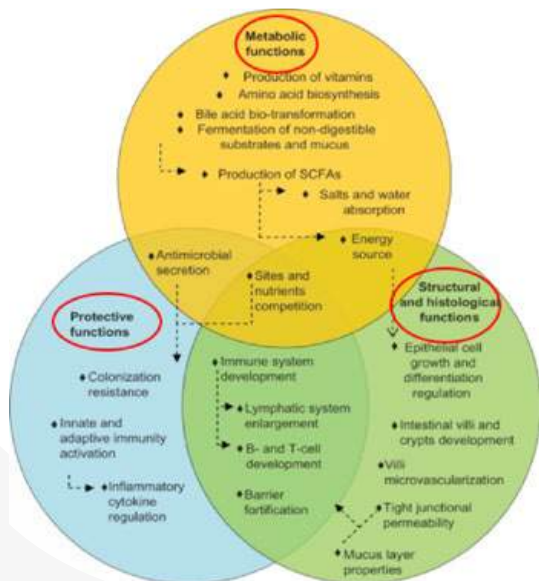 Metabolic
functions
♦ Production of vitamins
♦ Amino acid biosynthesis
♦ Bile acid bio-transformation
♦ Fermentation of non-digestible
substrates and mucus
♦ Production of SCFAs
♦ Salts and water
absorption
♦ Energy
source
♦ Antimicrobial
secretion
♦ Sites and
nutrients
competition
Structural
and histological
functions
Protective
functions
♦ Epithelial cell
growth and
differentiation
regulation
♦ Immune system
development
♦ Colonization
resistance
♦ Lymphatic system
enlargement
♦ Innate and
adaptive immunity
activation
♦ Intestinal villi and
crypts development
♦ B- and T-cell
development
♦ Villi
microvascularization
♦ Inflammatory
cytokine
regulation
♦ Barrier
fortification
♦ Tight junctional
permeability
♦ Mucus layer
properties